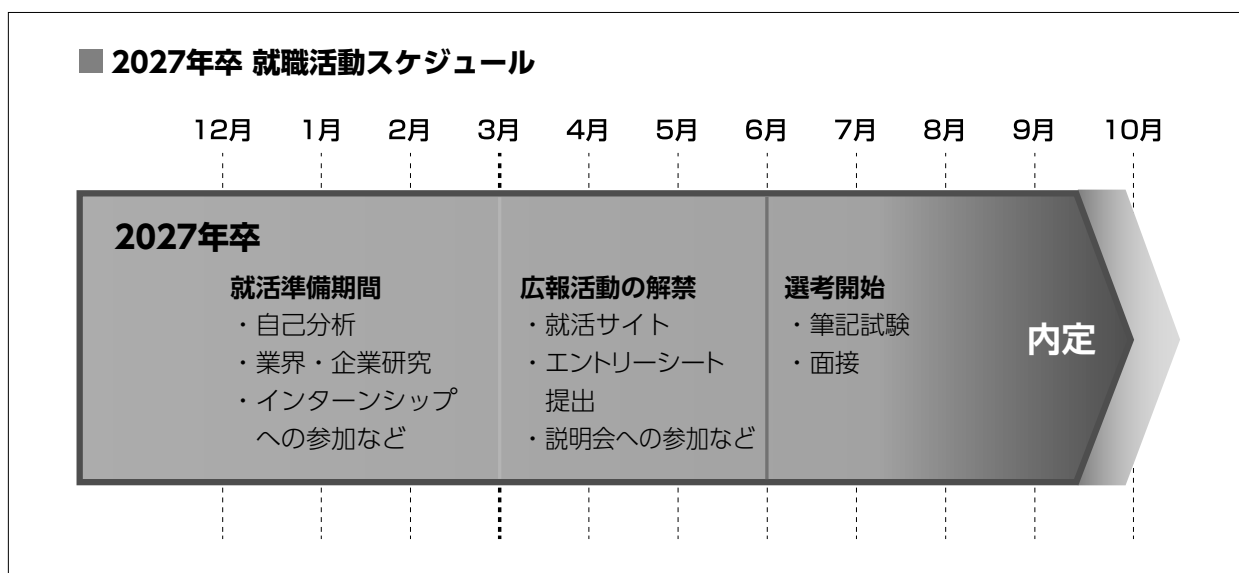 ■ 2027年卒 就職活動スケジュール
12月 1月 2月 3月 4月 5月 6月 7月 8月 9月 10月
2027年卒
就活準備期間
・自己分析
・業界・企業研究
・インターンシップ
への参加など
広報活動の解禁
・就活サイト
・エントリーシート
提出
・説明会への参加など
選考開始
・筆記試験
・面接
内定